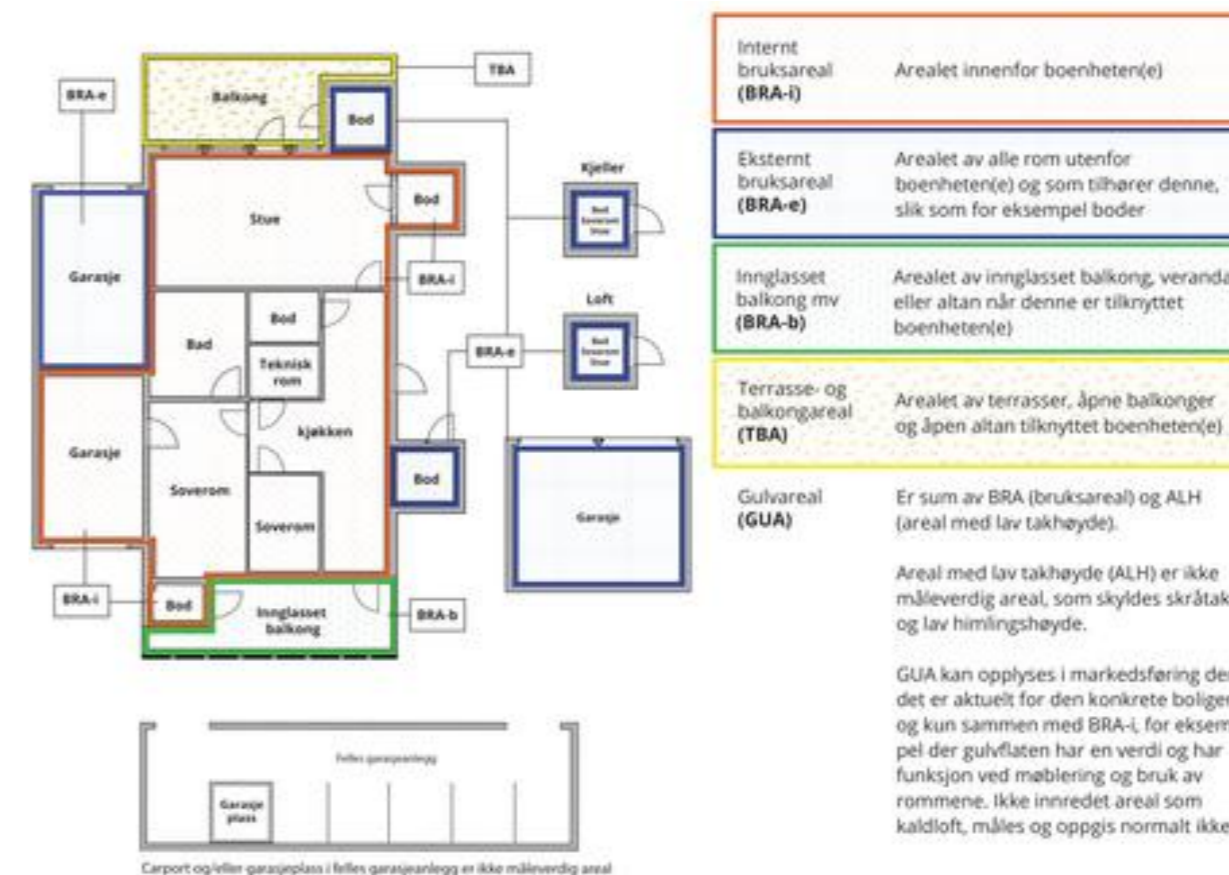 TBA
BRA-e
Balkong
Bod
Kjeller
Bod
Soverom
Stue
Stue
Bod
Garasje
BRA-i
Loft
Bod
Bad
Teknisk
rom
BRA-e
Bod
Soverom
Stue
kjøkken
Garasje
Soverom
Bod
Soverom
Garasje
BRA-i
Bod
Innglasset
balkong
BRA-b
Felles garasjeanlegg
Garasje
plass
Carport og/eller garasjeplass i felles garasjeanlegg er ikke måleverdig areal
Internt
bruksareal
(BRA-i)
Arealet innenfor boenheten(e)
Eksternt
bruksareal
(BRA-e)
Arealet av alle rom utenfor
boenheten(e) og som tilhører denne,
slik som for eksempel boder
Innglasset
balkong mv
(BRA-b)
Arealet av innglasset balkong, veranda
eller altan når denne er tilknyttet
boenheten(e)
Terrasse- og
balkongareal
(TBA)
Arealet av terrasser, åpne balkonger
og åpen altan tilknyttet boenheten(e)
Gulvareal
(GUA)
Er sum av BRA (bruksareal) og ALH
(areal med lav takhøyde).
Areal med lav takhøyde (ALH) er ikke
måleverdig areal, som skyldes skråtak
og lav himlingshøyde.
GUA kan opplyses i markedsføring der
det er aktuelt for den konkrete boligen
og kun sammen med BRA-i, for eksem
pel der gulvflaten har en verdi og har
funksjon ved møblering og bruk av
rommene. Ikke innredet areal som
kaldloft, måles og oppgis normalt ikke